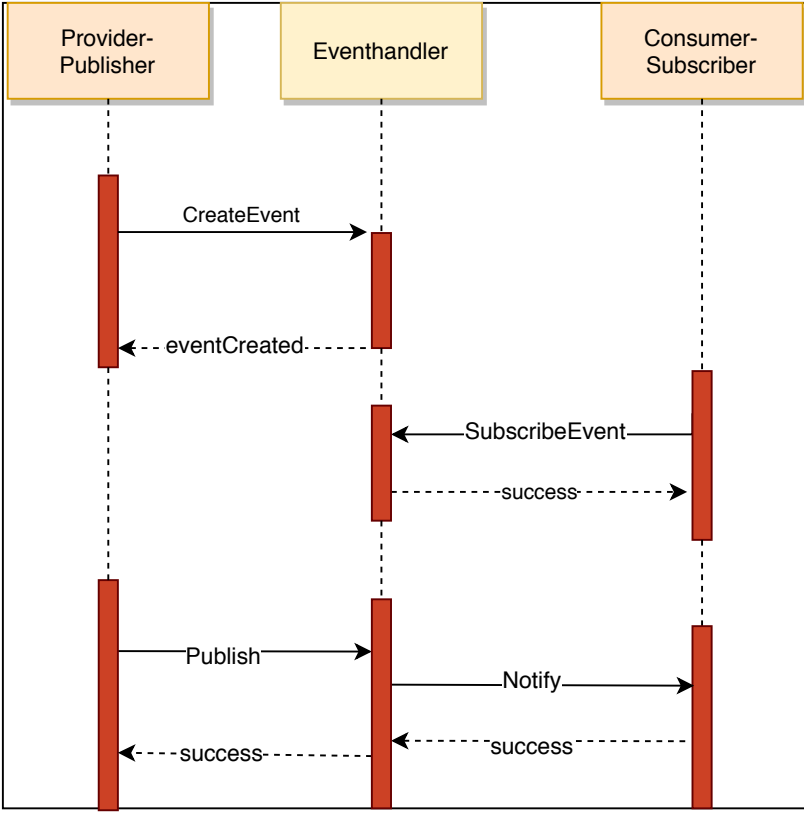 Provider-
Publisher
Eventhandler
Consumer-
Subscriber
CreateEvent
eventCreated
SubscribeEvent
success
Publish
Notify
success
success